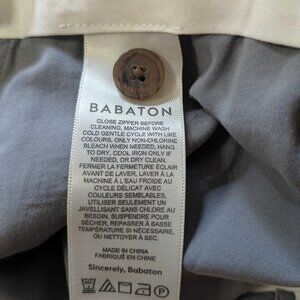 BABATON
CLOSE ZIPPER BEFORE
CLEANING, MACHINE WASH
COLD GENTLE CYCLE WITH LIKE
COLOURS, ONLY NON-CHLORINE
BLEACH WHEN NEEDED, HANG
TO DRY, COOL IRON ONLY IF
NEEDED, OR DRY CLEAN.
FERMER LA FERMETURE ÉCLAIR
AVANT DE LAVER, LAVER À LA
MACHINE À L'EAU FROIDE AU
CYCLE DÉLICAT AVEC
COULEURS SEMBLABLES,
UTILISER SEULEMENT UN
JAVELLISANT SANS CHLORE AU
BESOIN, SUSPENDRE POUR
SÉCHER, REPASSER À BASSE
TEMPÉRATURE SI NÉCESSAIRE,
OU NETTOYER À SEC.
MADE IN CHINA
FABRIQUÉ EN CHINE
Sincerely, Babaton